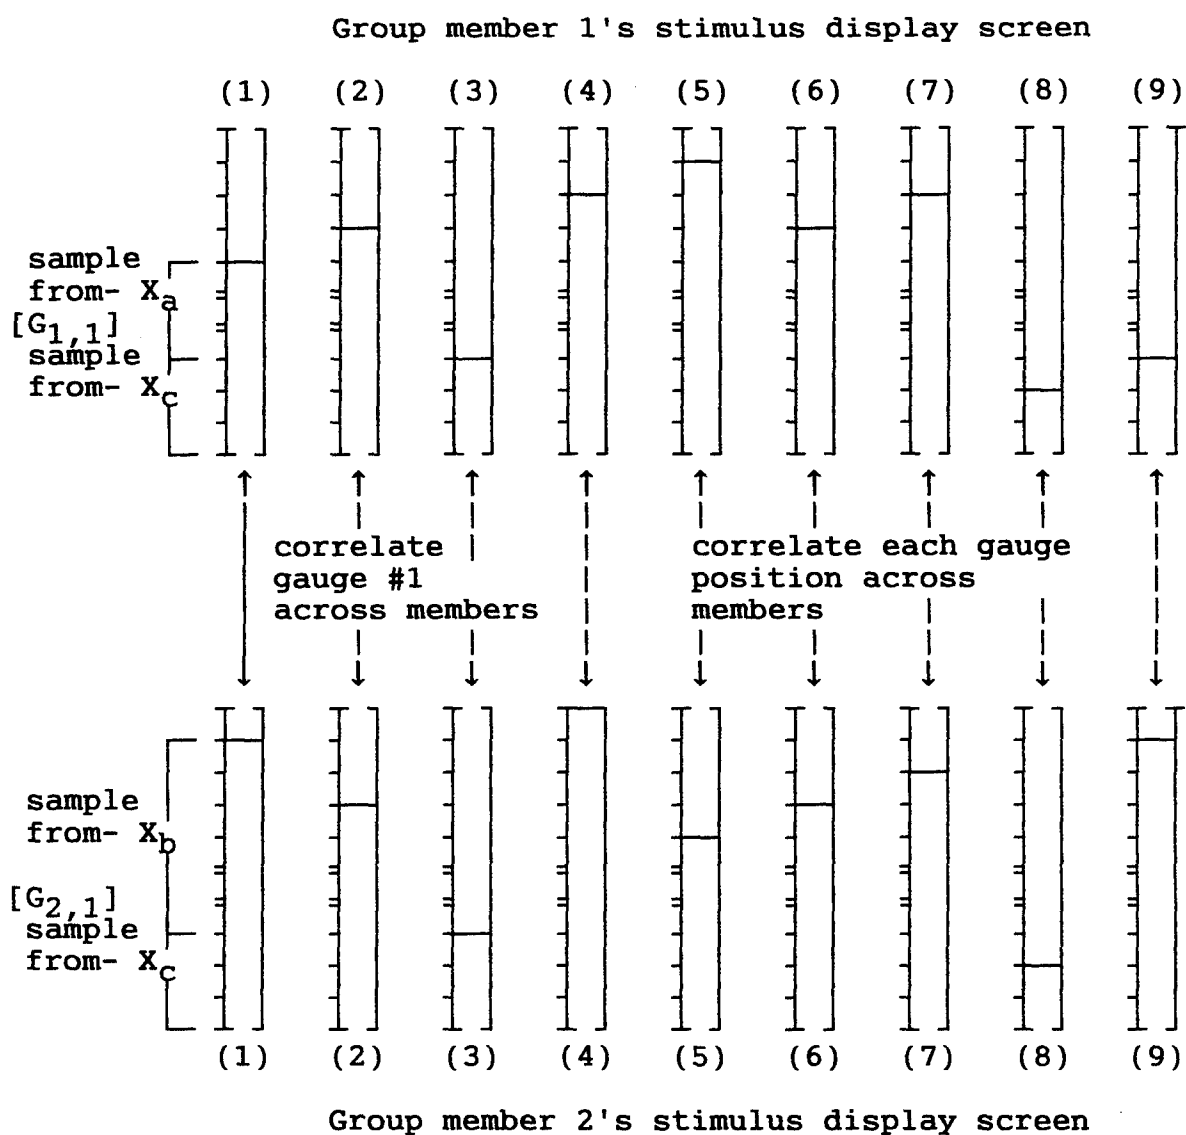 Group member 1's stimulus display screen
(1) (2) (3) (4) (5) (6) (7) (8) (9)
sample
from- Xa
[G1,1]
sample
from- Xc
correlate
gauge #1
across members
correlate each gauge
position across
members
sample
from- Xb
[G2,1]
sample
from- Xc
(1) (2) (3) (4) (5) (6) (7) (8) (9)
Group member 2's stimulus display screen